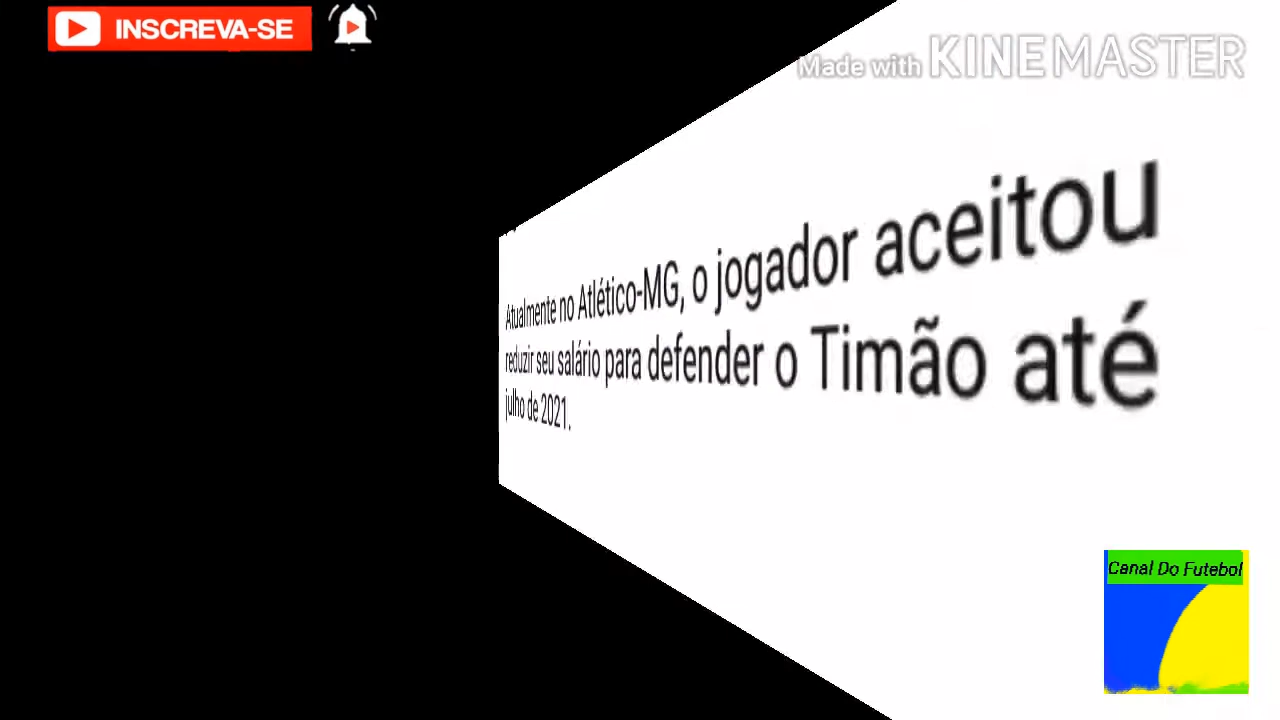 INSCREVA-SE
Made with KINEMASTER
Atualmente no Atlético-MG, o jogador aceitou
reduzir seu salário para defender o Timão até
julho de 2021.
Canal Do Futebol